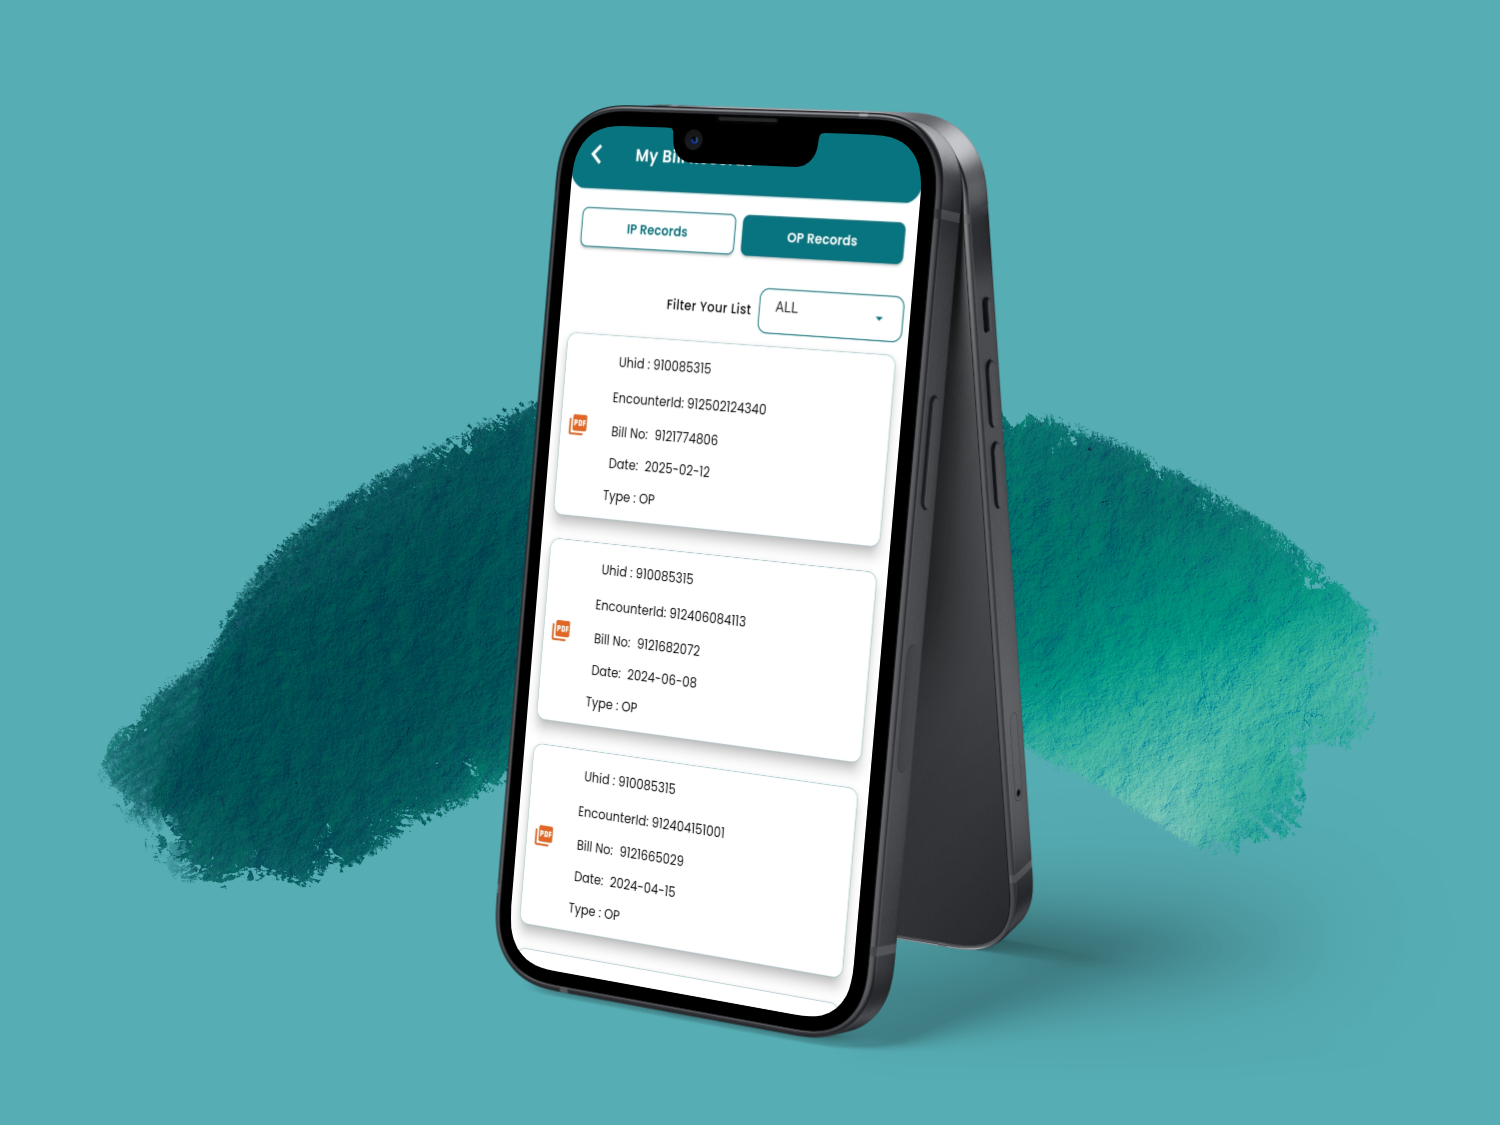 My Bill Records
IP Records
OP Records
Filter Your List
ALL
Uhid : 910085315
EncounterId: 912502124340
PDF
Bill No: 9121774806
Date: 2025-02-12
Type : OP
Uhid : 910085315
EncounterId: 912406084113
PDF
Bill No: 9121682072
Date: 2024-06-08
Type : OP
Uhid : 910085315
EncounterId: 912404151001
PDF
Bill No: 9121665029
Date: 2024-04-15
Type : OP